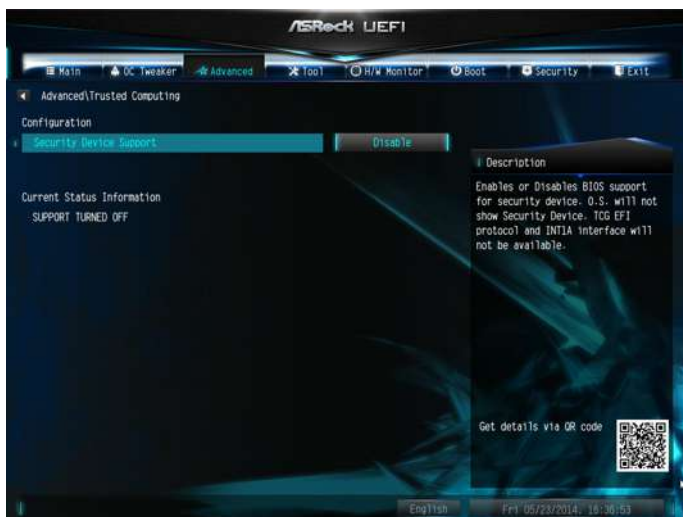 ASRock UEFI
Main OC Tweaker Advanced Tool H/W Monitor Boot Security Exit
Advanced\Trusted Computing
Configuration
Security Device Support Disable
Current Status Information
SUPPORT TURNED OFF
Description
Enables or Disables BIOS support
for security device. O.S. will not
show Security Device. TCG EFI
protocol and INT1A interface will
not be available.
Get details via QR code
English Fri 05/23/2014, 16:36:53